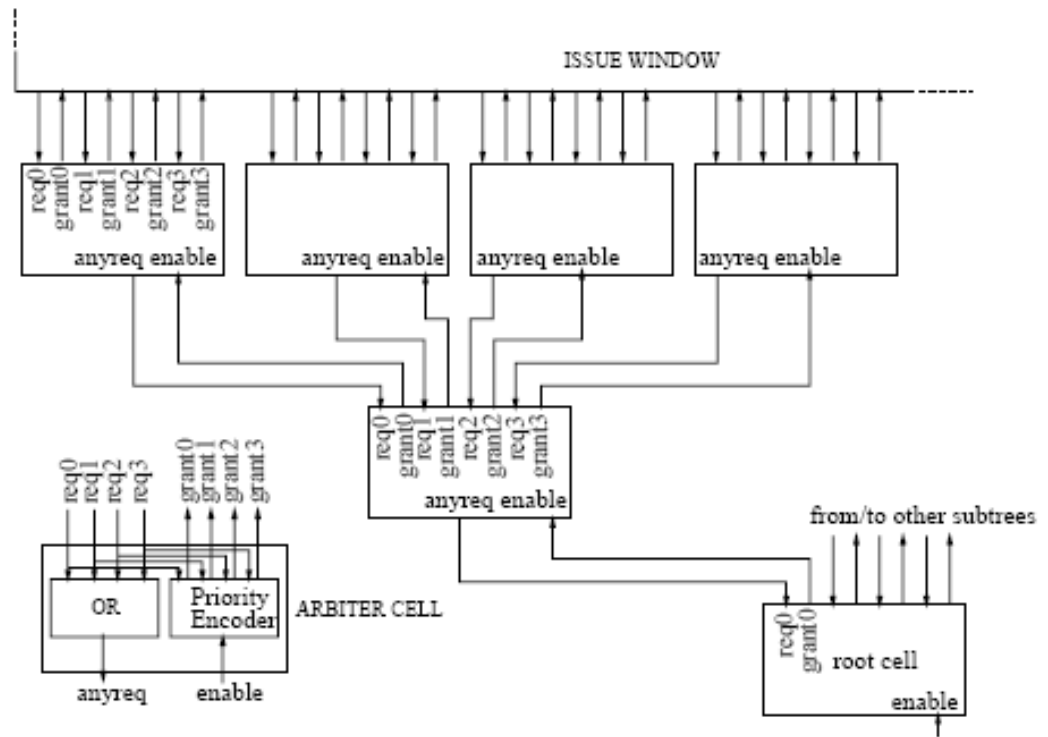 ISSUE WINDOW
req0 grant0 req1 grant1 req2 grant2 req3 grant3
anyreq enable
anyreq enable
anyreq enable
anyreq enable
req0 grant0 req1 grant1 req2 grant2 req3 grant3
anyreq enable
req0 req1 req2 req3 grant0 grant1 grant2 grant3
OR
Priority
Encoder
ARBITER CELL
anyreq
enable
from/to other subtrees
req0 grant0
root cell
enable